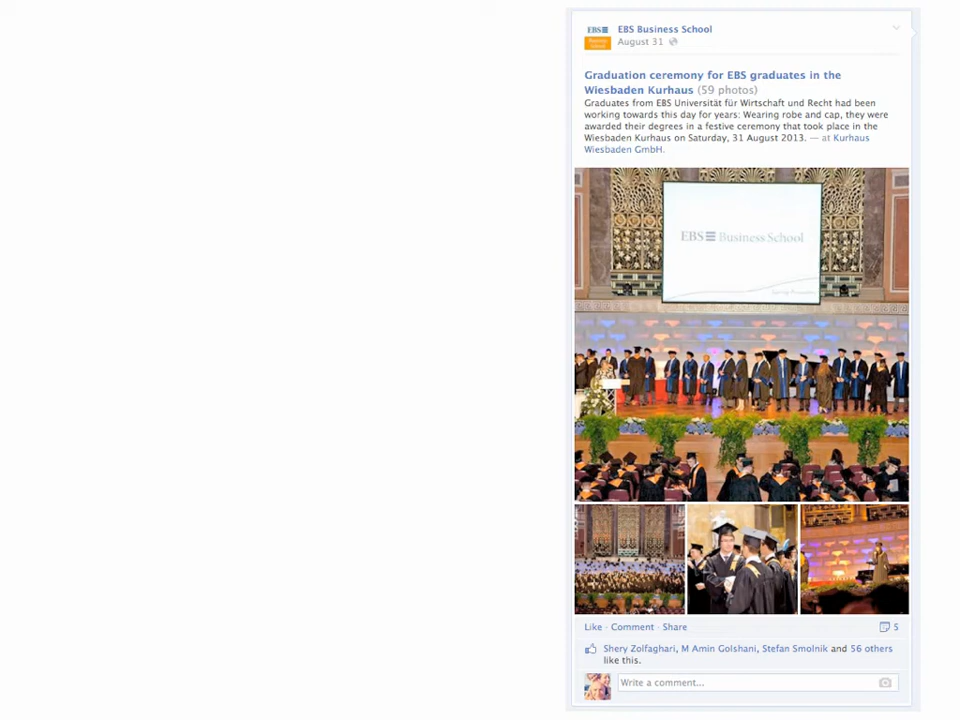 EBS
EBS Business School
August 31
Graduation ceremony for EBS graduates in the
Wiesbaden Kurhaus (59 photos)
Graduates from EBS Universität für Wirtschaft und Recht had been
working towards this day for years: Wearing robe and cap, they were
awarded their degrees in a festive ceremony that took place in the
Wiesbaden Kurhaus on Saturday, 31 August 2013. — at Kurhaus
Wiesbaden GmbH.
EBS Business School
Like · Comment · Share
5
Shery Zolfaghari, M Amin Golshani, Stefan Smolnik and 56 others
like this.
Write a comment...